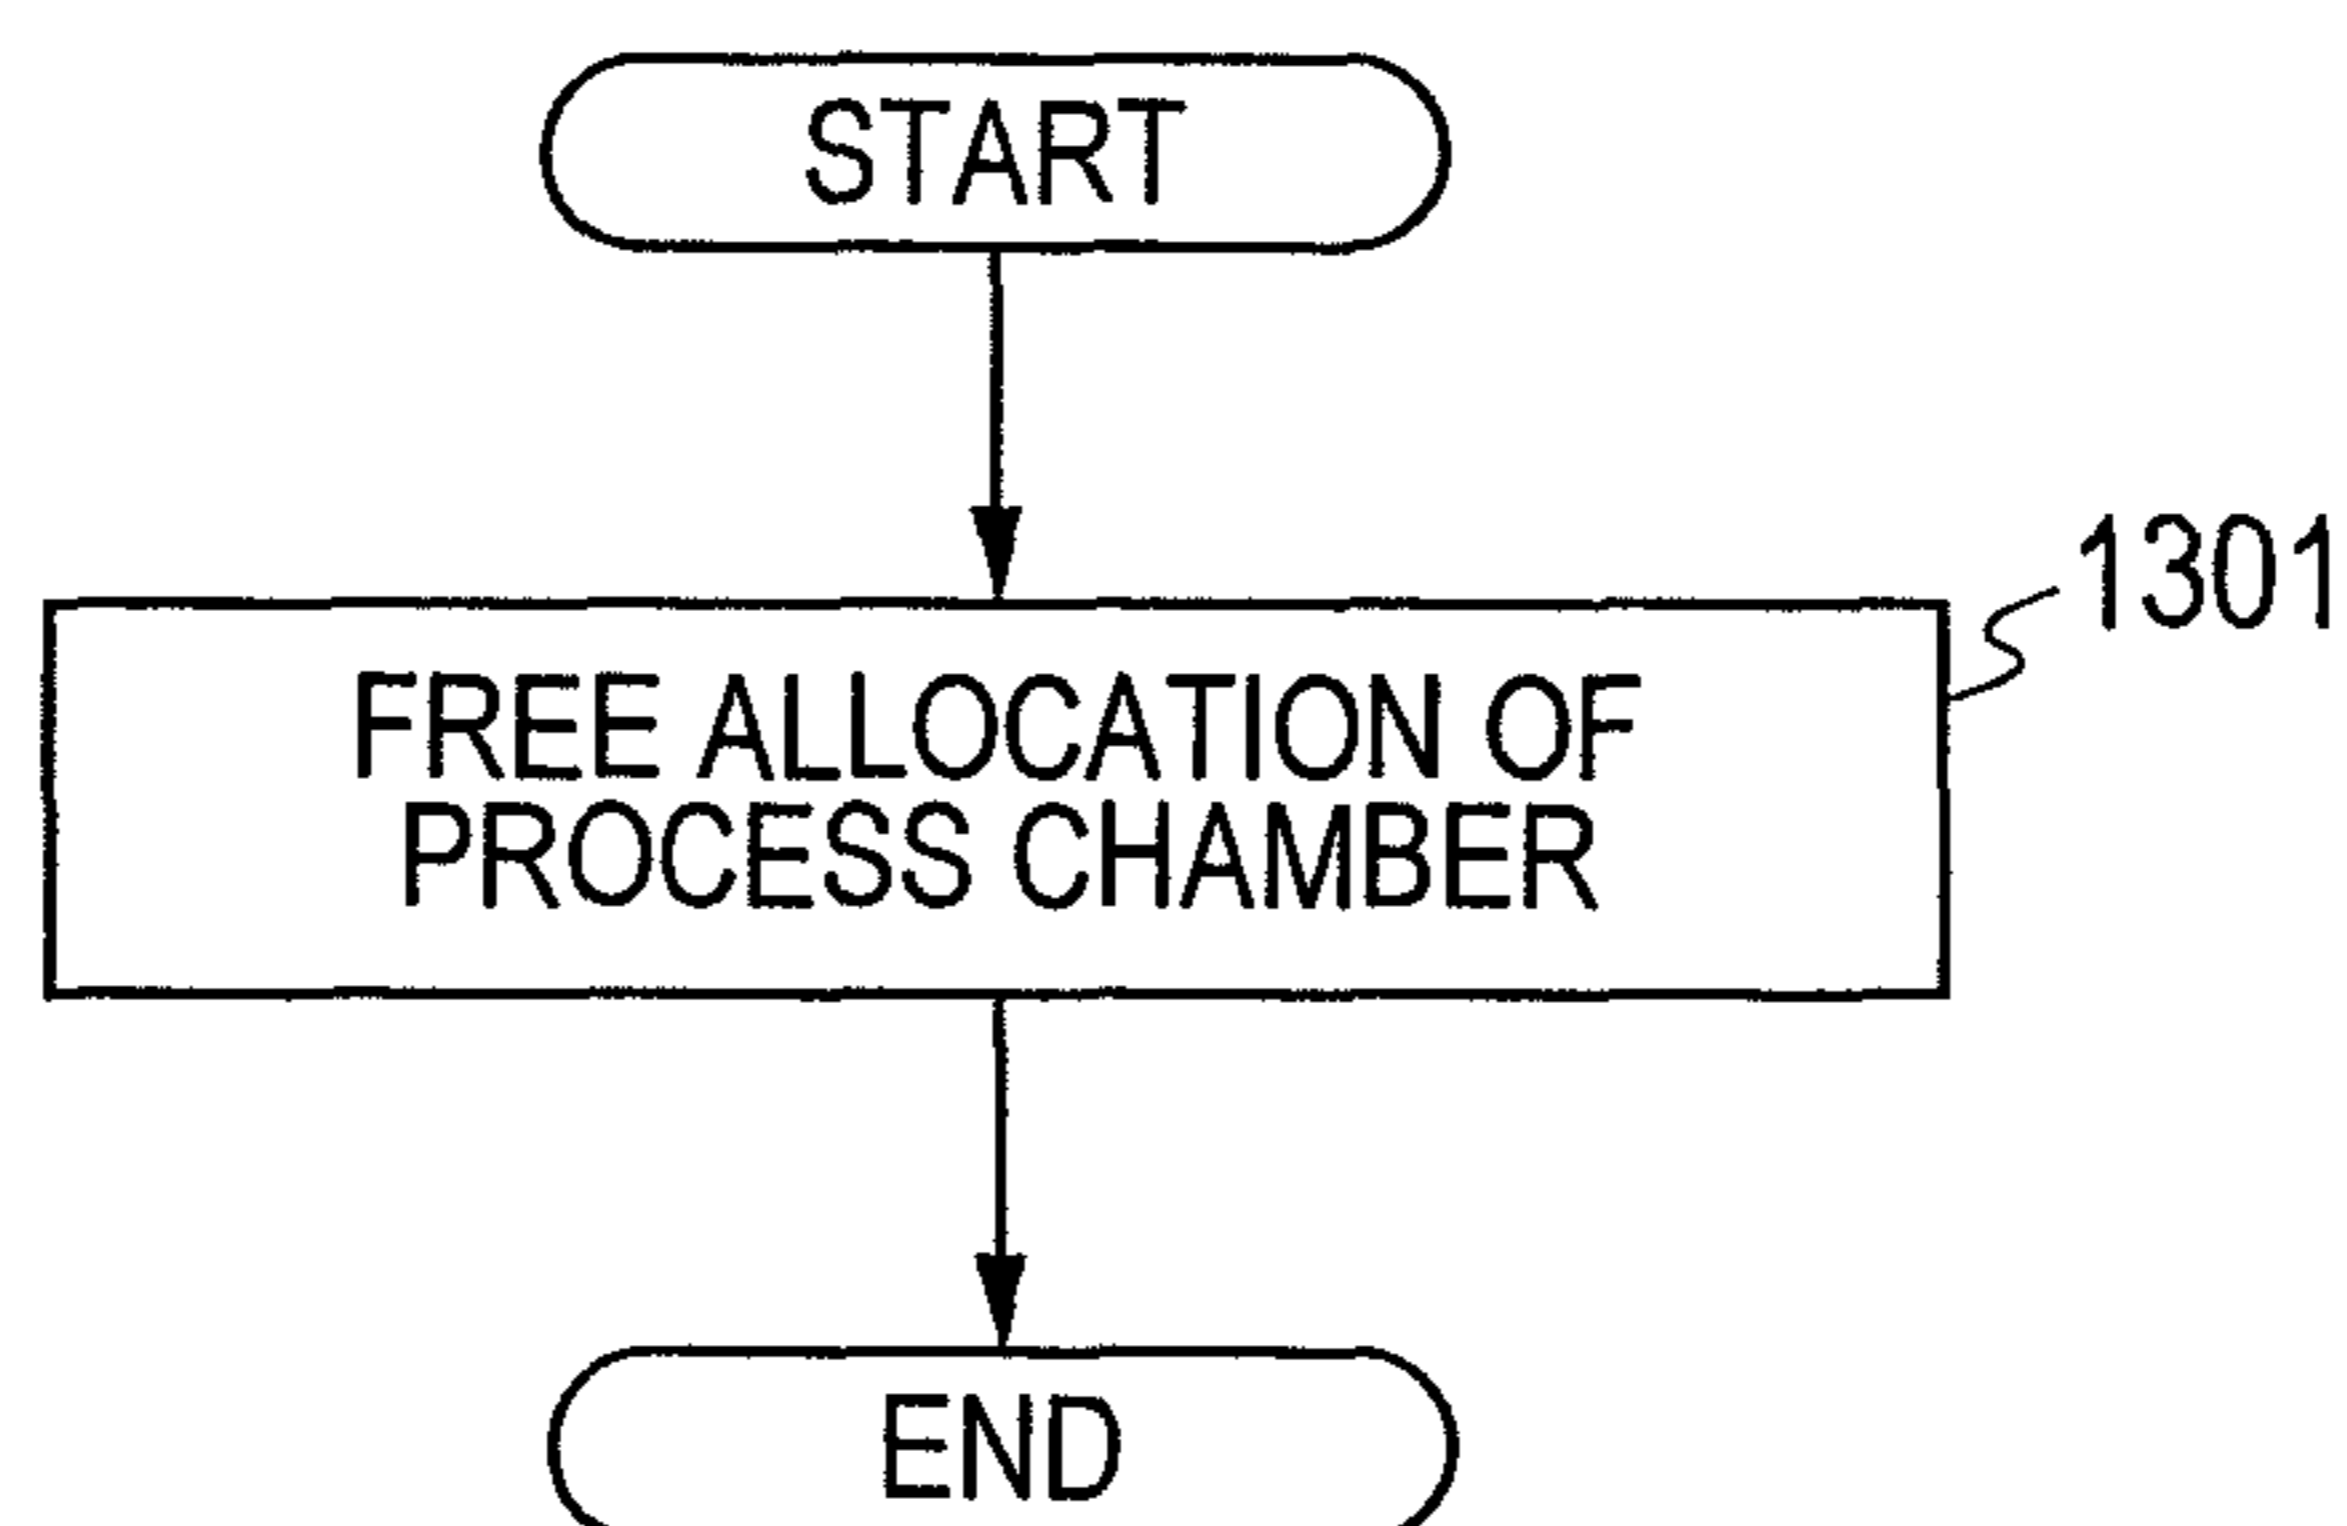 START
1301
FREE ALLOCATION OF
PROCESS CHAMBER
END